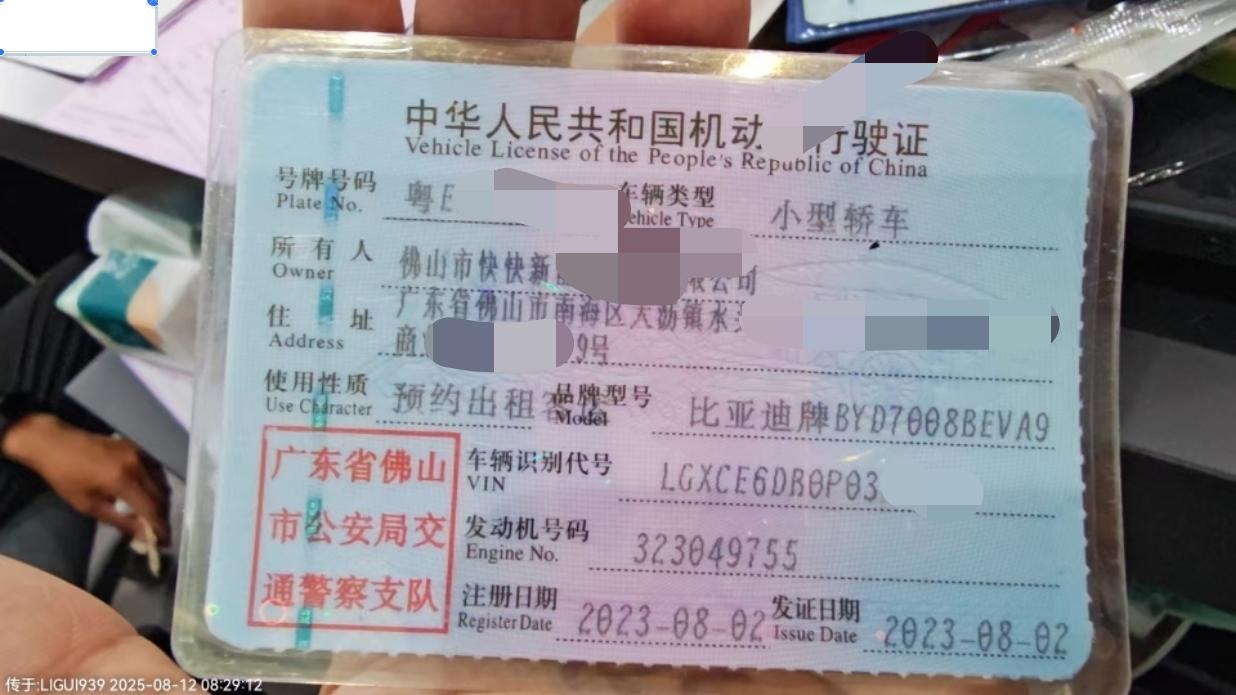 中华人民共和国机动 行驶证
Vehicle License of the People's Republic of China
号牌号码 粤E 车辆类型 小型轿车
Plate No. Vehicle Type
所有人 佛山市快快新 限公司
Owner
住址 广东省佛山市南海区大沥镇水
Address 商 9号
使用性质 预约出租客 品牌型号 比亚迪牌BYD7008BEVA9
Use Character Model
广东省佛山
市公安局交
通警察支队
车辆识别代号 LGXCE6DB0P03
VIN
发动机号码 323049755
Engine No.
注册日期 2023-08-02 发证日期 2023-08-02
Register Date Issue Date
传于:LIGUI939 2025-08-12 08:29:12